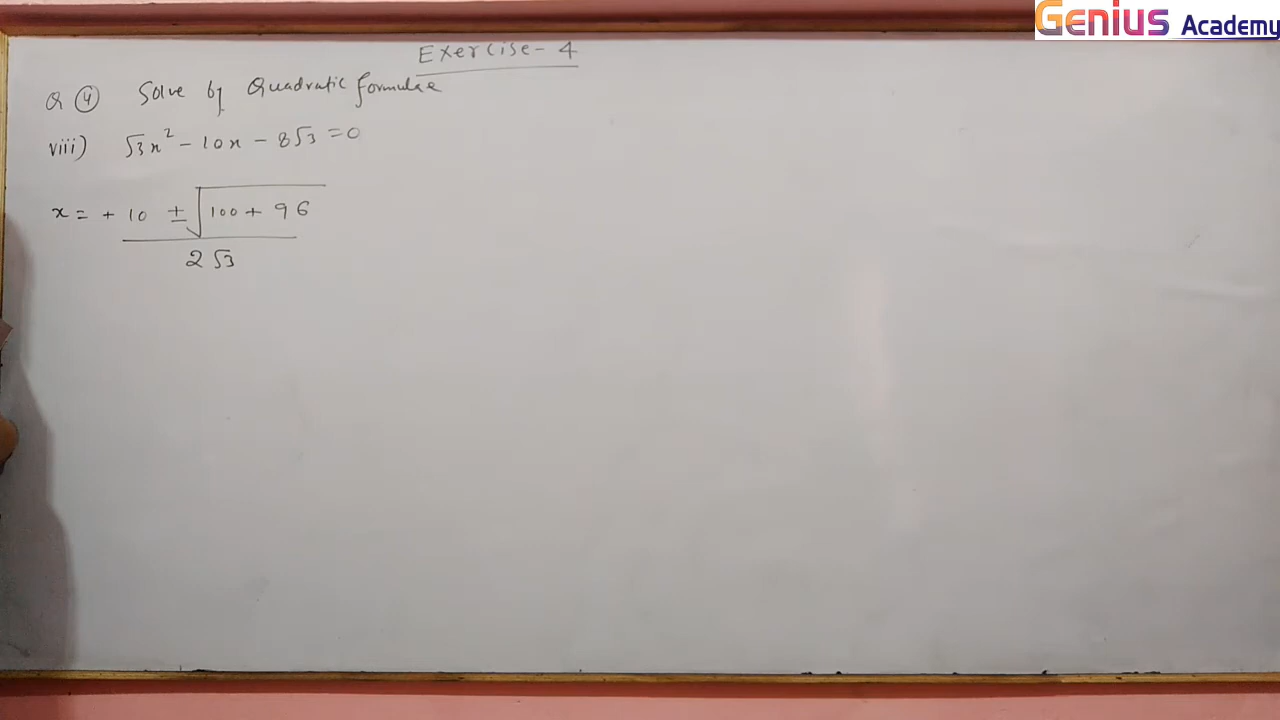 Genius Academy
Exercise - 4
Q ④ Solve by Quadratic formulae
viii) √3x² - 10x - 8√3 = 0
x = + 10 ± √100 + 96
2√3